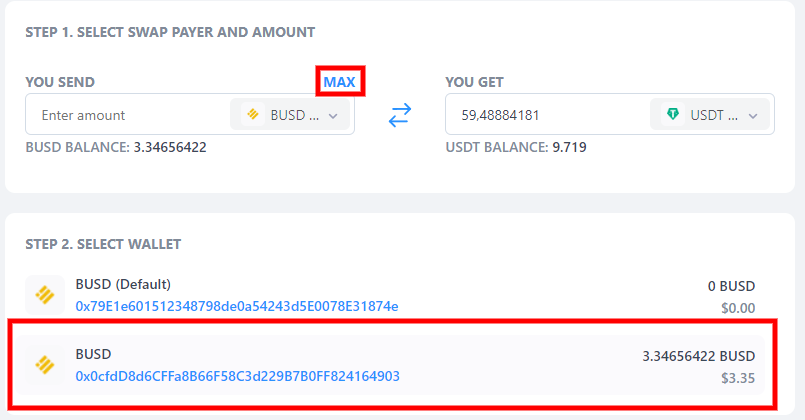 STEP 1. SELECT SWAP PAYER AND AMOUNT
YOU SEND MAX YOU GET
Enter amount BUSD ... 59,48884181 USDT ...
BUSD BALANCE: 3.34656422 USDT BALANCE: 9.719
STEP 2. SELECT WALLET
BUSD (Default) 0 BUSD
0x79E1e601512348798de0a54243d5E0078E31874e $0.00
BUSD 3.34656422 BUSD
0x0cfdD8d6CFFa8B66F58C3d229B7B0FF824164903 $3.35